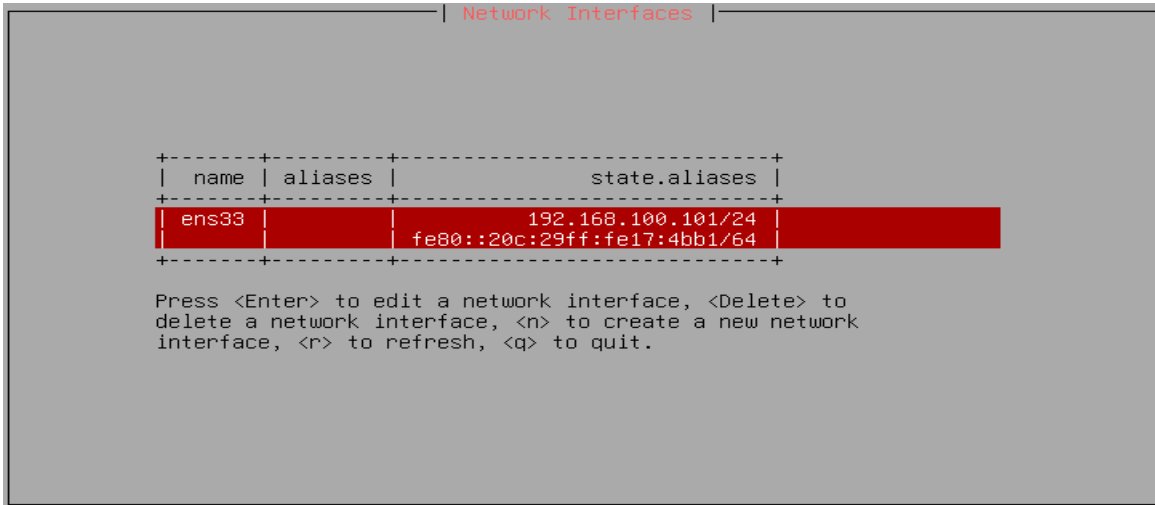 | Network Interfaces |
+-------+---------+-----------------------------+
| name | aliases | state.aliases |
+-------+---------+-----------------------------+
| ens33 | | 192.168.100.101/24 |
| | | fe80::20c:29ff:fe17:4bb1/64 |
+-------+---------+-----------------------------+
Press <Enter> to edit a network interface, <Delete> to
delete a network interface, <n> to create a new network
interface, <r> to refresh, <q> to quit.